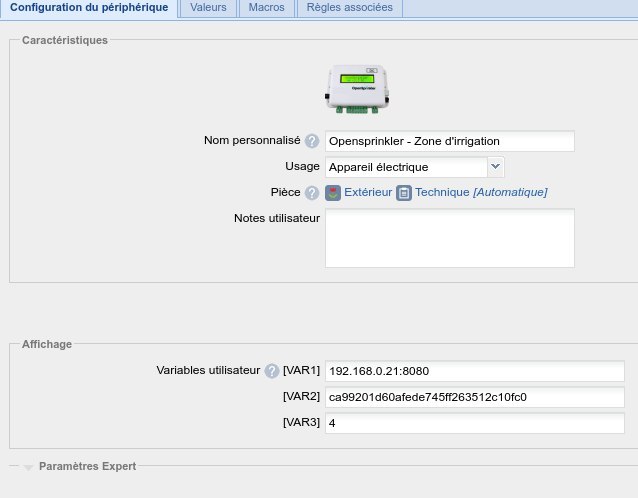 Configuration du périphérique Valeurs Macros Règles associées
Caractéristiques
OpenSprinkler
Nom personnalisé ? Opensprinkler - Zone d'irrigation
Usage Appareil électrique
Pièce ? Extérieur Technique [Automatique]
Notes utilisateur
Affichage
Variables utilisateur ? [VAR1] 192.168.0.21:8080
[VAR2] ca99201d60afede745ff263512c10fc0
[VAR3] 4
Paramètres Expert